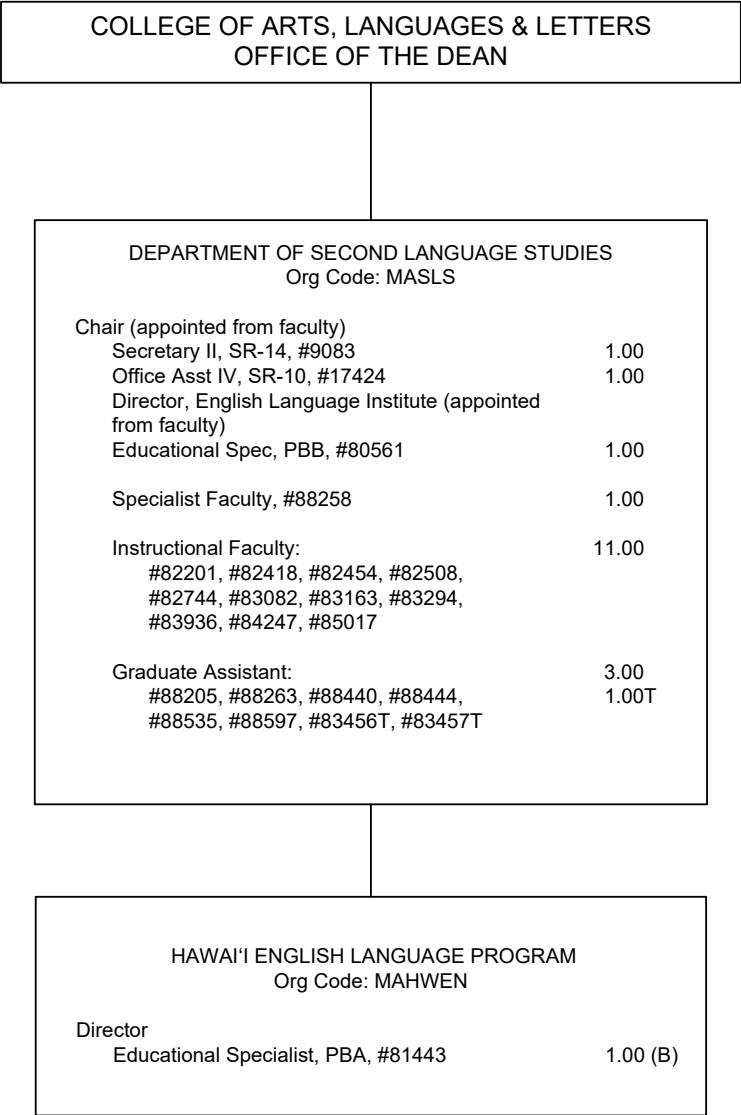 COLLEGE OF ARTS, LANGUAGES & LETTERS
OFFICE OF THE DEAN
DEPARTMENT OF SECOND LANGUAGE STUDIES
Org Code: MASLS
Chair (appointed from faculty)
Secretary II, SR-14, #9083 1.00
Office Asst IV, SR-10, #17424 1.00
Director, English Language Institute (appointed
from faculty)
Educational Spec, PBB, #80561 1.00
Specialist Faculty, #88258 1.00
Instructional Faculty: 11.00
#82201, #82418, #82454, #82508,
#82744, #83082, #83163, #83294,
#83936, #84247, #85017
Graduate Assistant: 3.00
#88205, #88263, #88440, #88444, 1.00T
#88535, #88597, #83456T, #83457T
HAWAI‘I ENGLISH LANGUAGE PROGRAM
Org Code: MAHWEN
Director
Educational Specialist, PBA, #81443 1.00 (B)